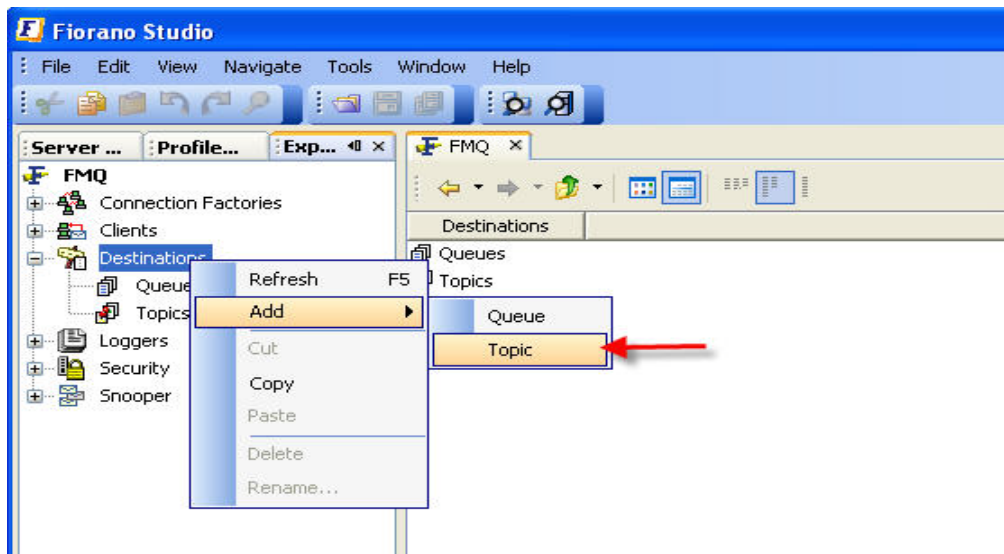 Fiorano Studio
File Edit View Navigate Tools Window Help
Server ... Profile... Exp...
FMQ
FMQ
Connection Factories
Clients
Destinations
Queue
Topics
Loggers
Security
Snooper
Destinations
Queues
Topics
Refresh F5
Add
Cut
Copy
Paste
Delete
Rename...
Queue
Topic